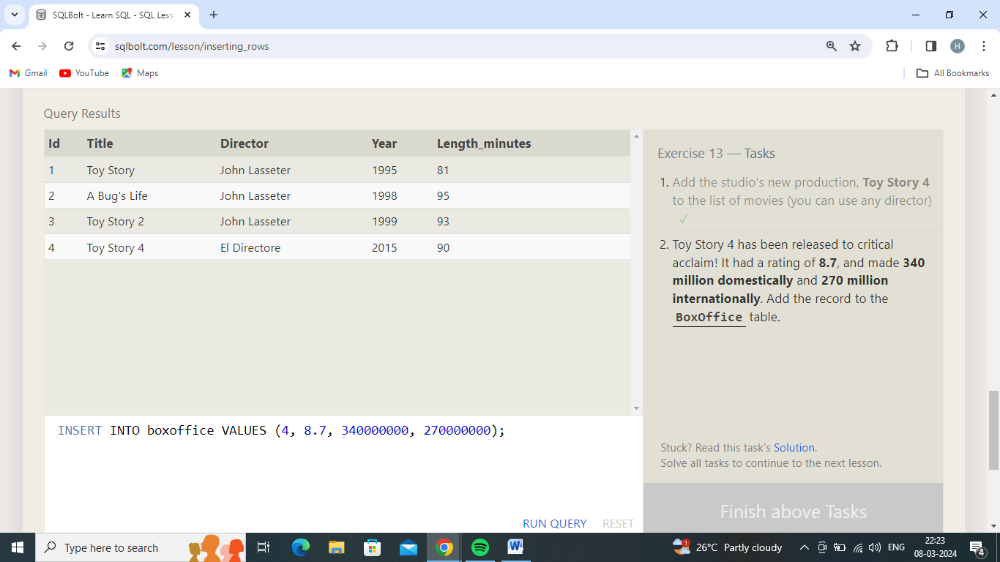 SQLBolt - Learn SQL - SQL Less
sqlbolt.com/lesson/inserting_rows
H
Gmail
YouTube
Maps
All Bookmarks
Query Results
Id Title Director Year Length_minutes
1 Toy Story John Lasseter 1995 81
2 A Bug's Life John Lasseter 1998 95
3 Toy Story 2 John Lasseter 1999 93
4 Toy Story 4 El Directore 2015 90
Exercise 13 — Tasks
1. Add the studio's new production, Toy Story 4
to the list of movies (you can use any director)
✓
2. Toy Story 4 has been released to critical
acclaim! It had a rating of 8.7, and made 340
million domestically and 270 million
internationally. Add the record to the
BoxOffice table.
INSERT INTO boxoffice VALUES (4, 8.7, 340000000, 270000000);
Stuck? Read this task's Solution.
Solve all tasks to continue to the next lesson.
RUN QUERY RESET
Finish above Tasks
Type here to search
26°C Partly cloudy
1
ENG
22:23
08-03-2024
4